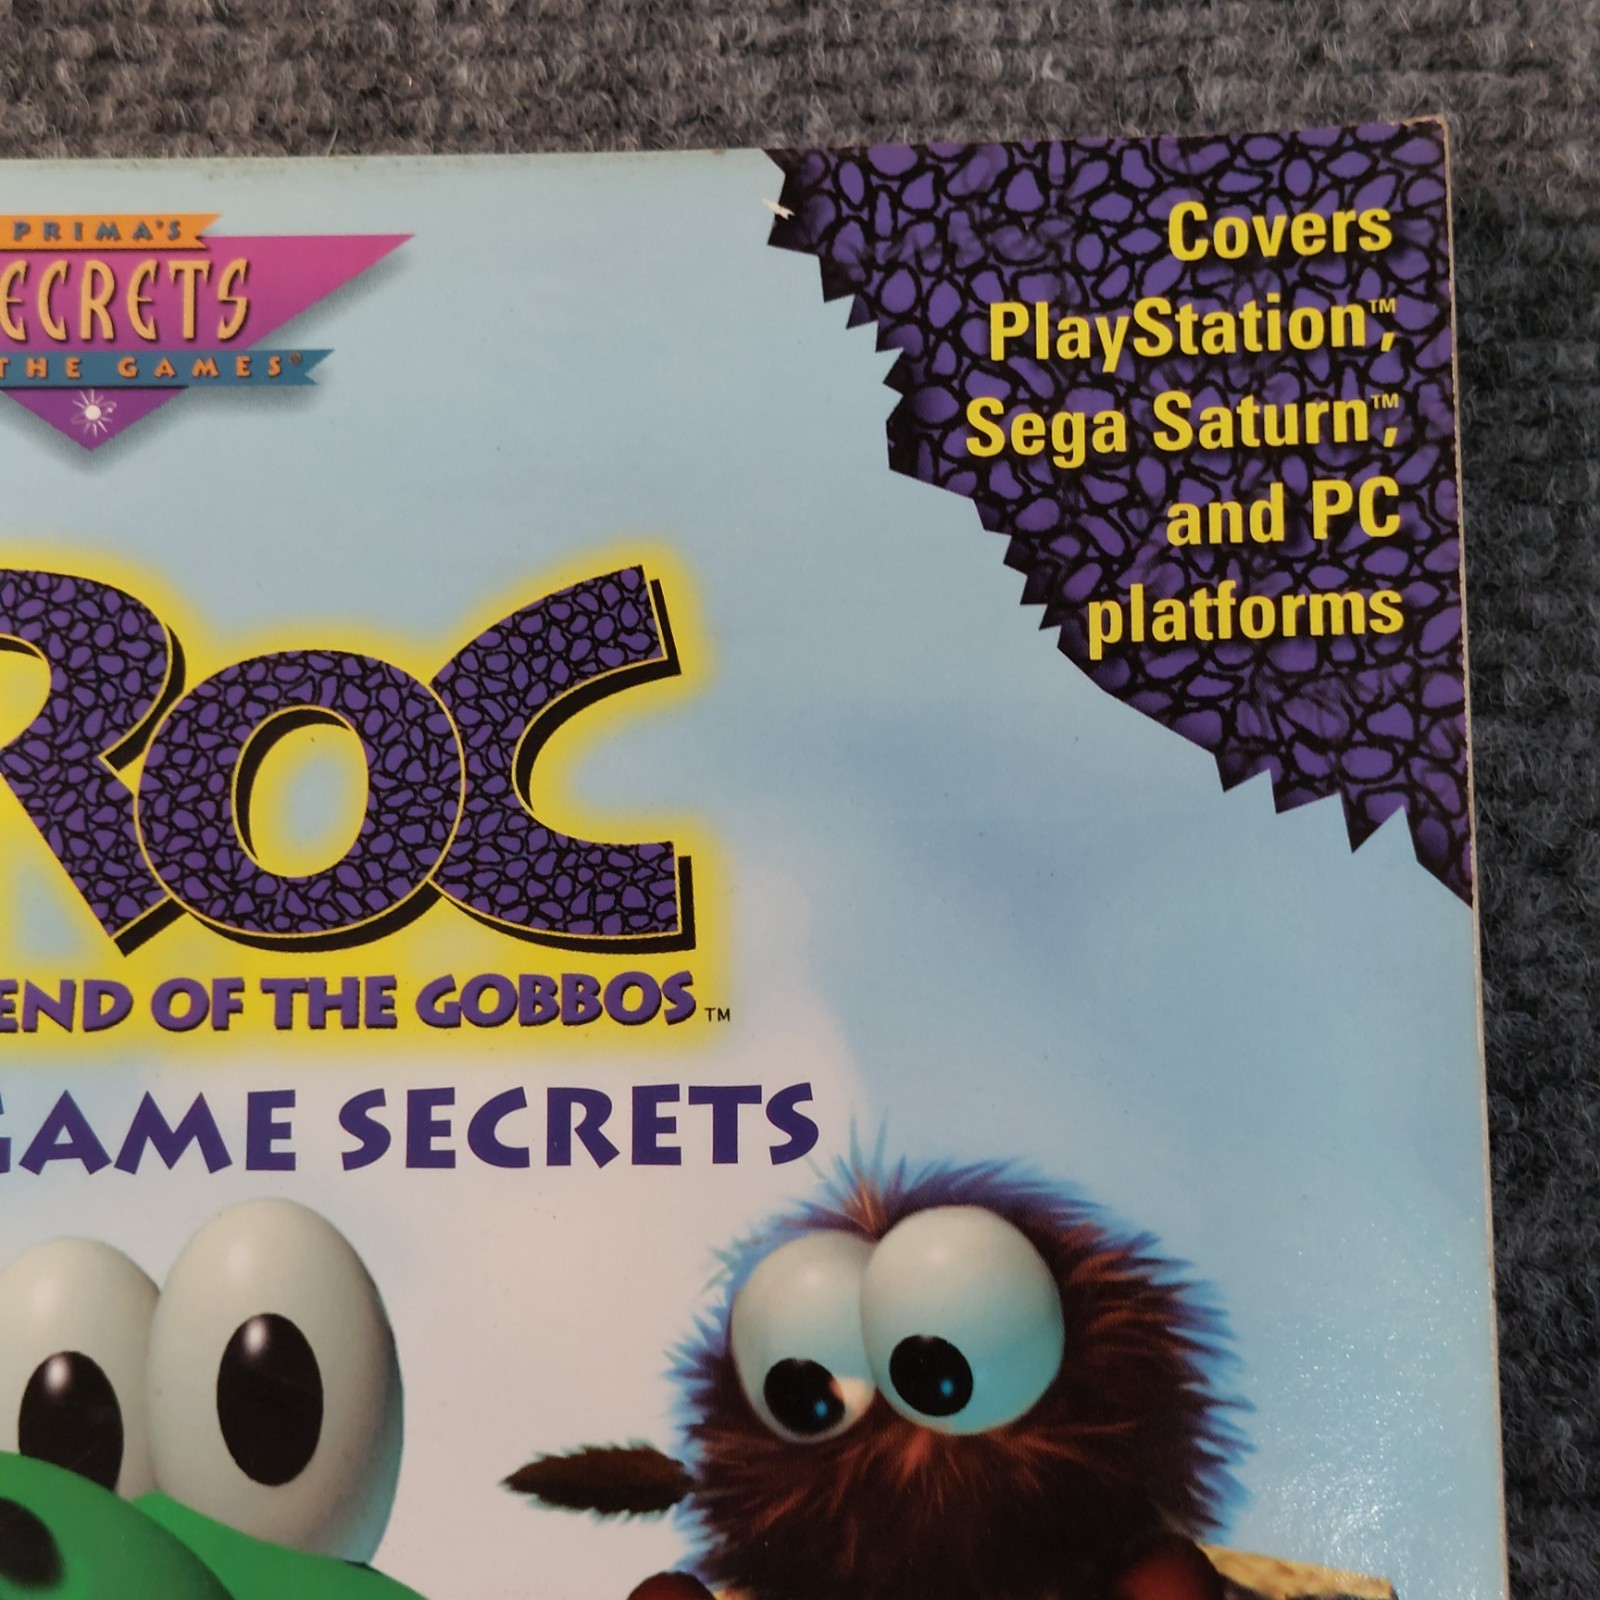 PRIMA'S
ECRETS
THE GAMES®
Covers
PlayStation™,
Sega Saturn™,
and PC
platforms
ROC
END OF THE GOBBOS™
GAME SECRETS